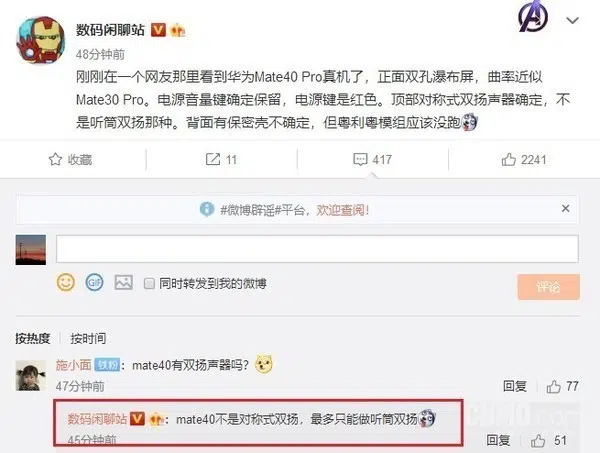 数码闲聊站
48分钟前
刚刚在一个网友那里看到华为Mate40 Pro真机了，正面双孔瀑布屏，曲率近似
Mate30 Pro。电源音量键确定保留，电源键是红色。顶部对称式双扬声器确定，不
是听筒双扬那种。背面有保密壳不确定，但奥利奥模组应该没跑
收藏 11 417 2241
#微博辟谣#平台，欢迎查阅！
GIF 同时转发到我的微博 评论
按热度 按时间
施小面 铁粉：mate40有双扬声器吗？
47分钟前 回复 77
数码闲聊站：mate40不是对称式双扬，最多只能做听筒双扬
45分钟前 回复 51